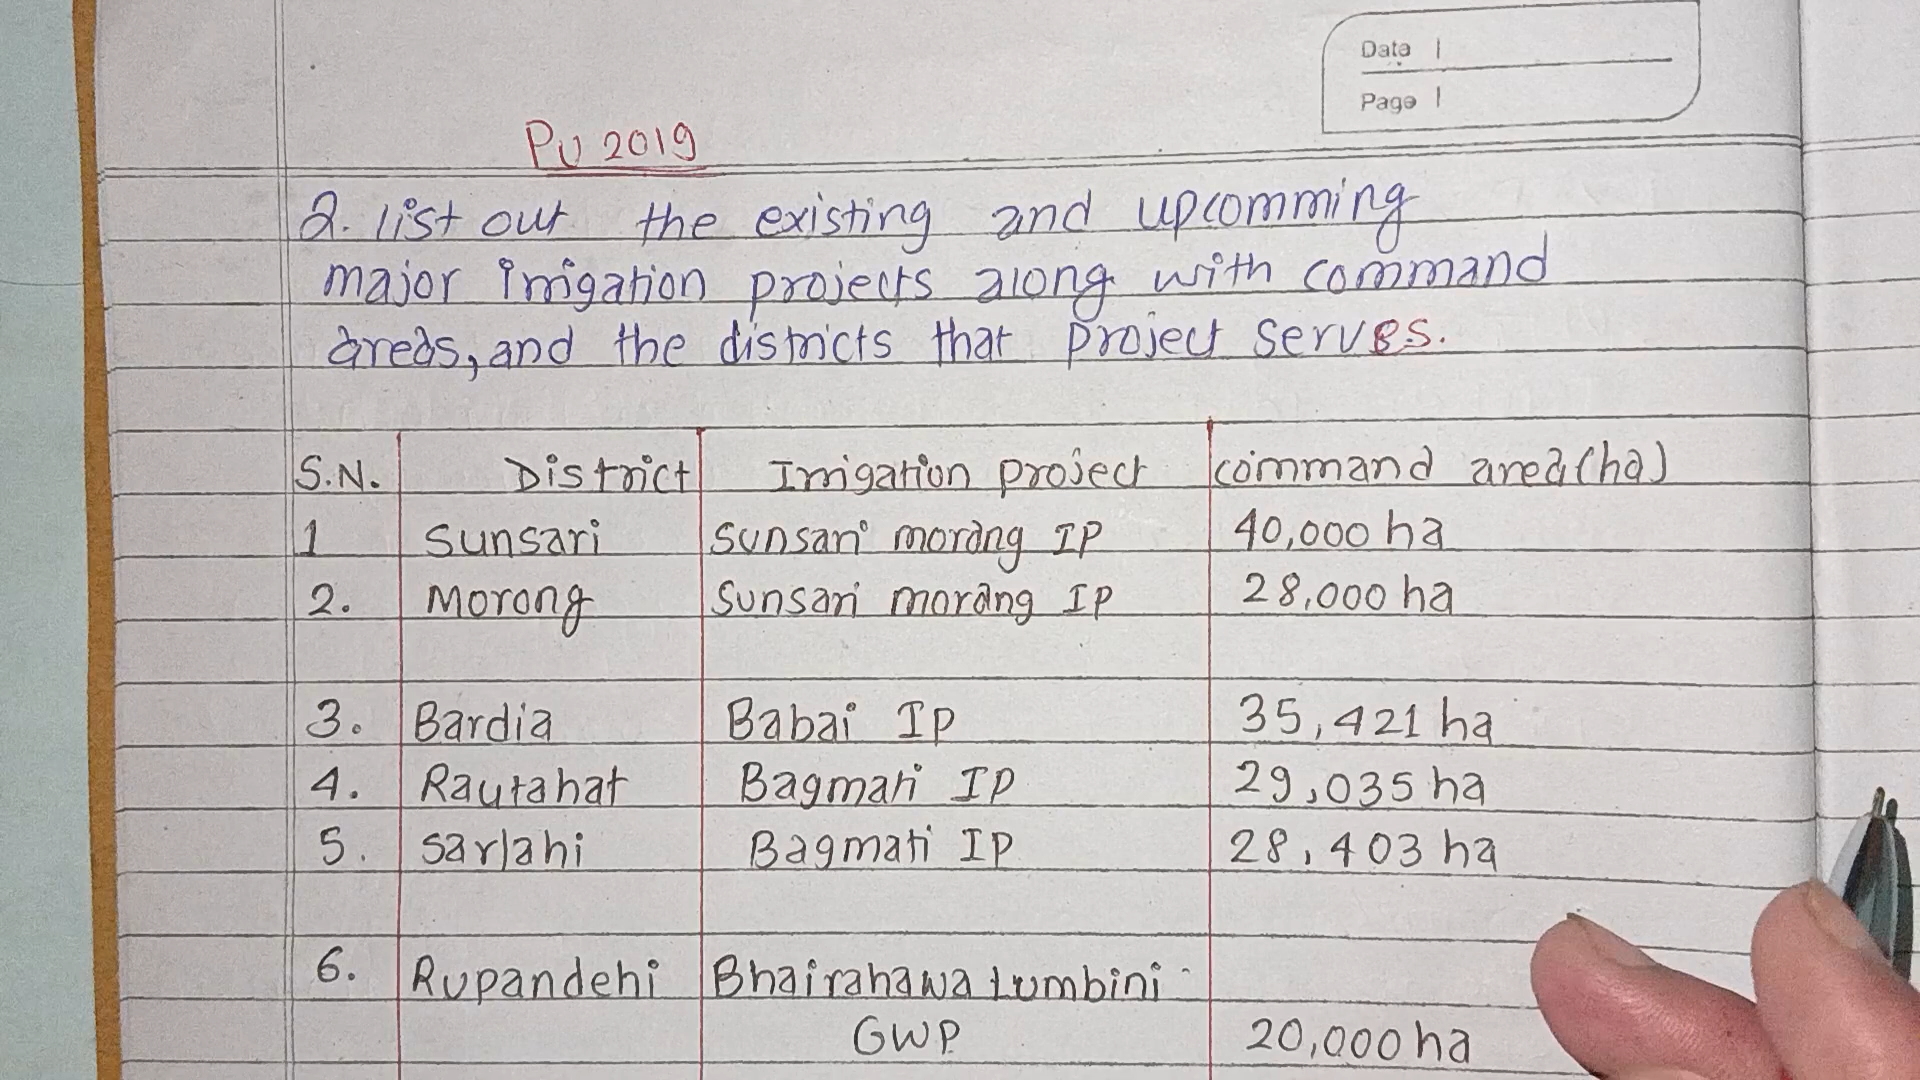 Date
Page
PU 2019
2. list out the existing and upcomming
major irrigation projects along with command
areas, and the districts that project serves.
S.N. District Irrigation project command area(ha)
1 Sunsari Sunsari morang IP 40,000 ha
2. Morong Sunsari morang IP 28,000 ha
3. Bardia Babai IP 35,421 ha
4. Rautahat Bagmati IP 29,035 ha
5. Sarlahi Bagmati IP 28,403 ha
6. Rupandehi Bhairahawa Lumbini
GWP 20,000 ha